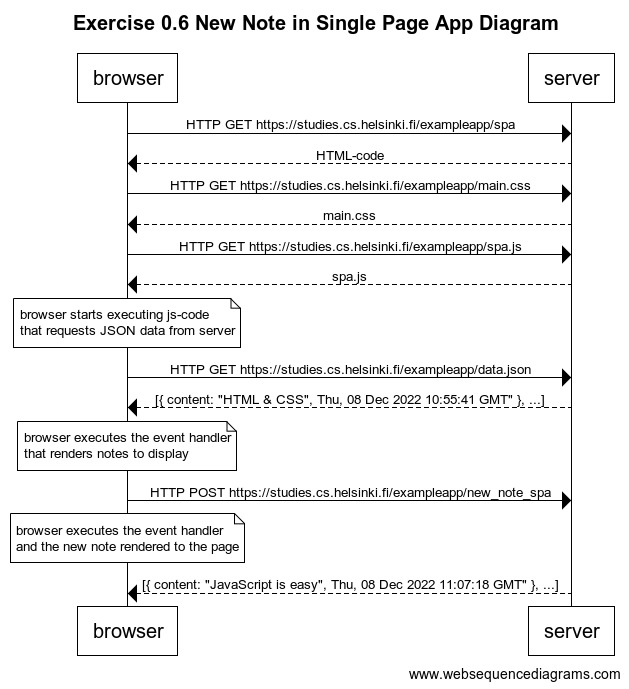 Exercise 0.6 New Note in Single Page App Diagram
browser
server
HTTP GET https://studies.cs.helsinki.fi/exampleapp/spa
HTML-code
HTTP GET https://studies.cs.helsinki.fi/exampleapp/main.css
main.css
HTTP GET https://studies.cs.helsinki.fi/exampleapp/spa.js
spa.js
browser starts executing js-code
that requests JSON data from server
HTTP GET https://studies.cs.helsinki.fi/exampleapp/data.json
[{ content: "HTML & CSS", Thu, 08 Dec 2022 10:55:41 GMT" }, ...]
browser executes the event handler
that renders notes to display
HTTP POST https://studies.cs.helsinki.fi/exampleapp/new_note_spa
browser executes the event handler
and the new note rendered to the page
[{ content: "JavaScript is easy", Thu, 08 Dec 2022 11:07:18 GMT" }, ...]
browser
server
www.websequencediagrams.com